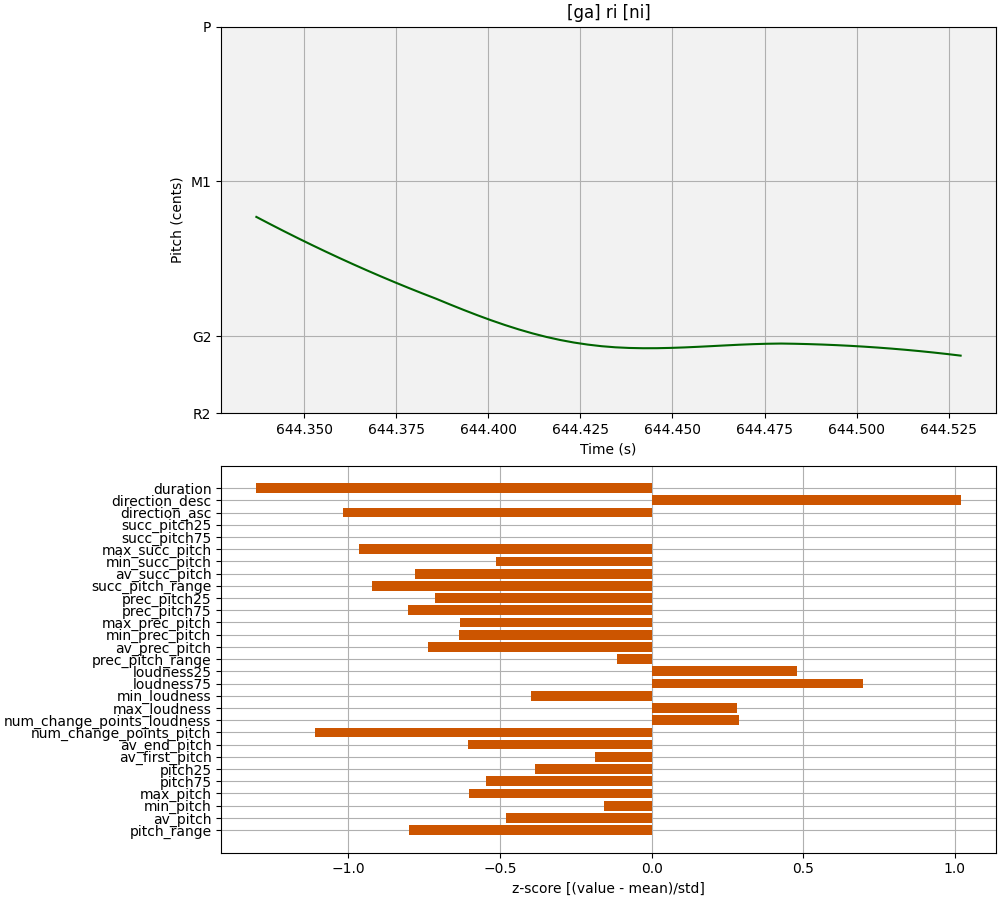 [ga] ri [ni]
P
M1
G2
R2
Pitch (cents)
644.350 644.375 644.400 644.425 644.450 644.475 644.500 644.525
Time (s)
duration
direction_desc
direction_asc
succ_pitch25
succ_pitch75
max_succ_pitch
min_succ_pitch
av_succ_pitch
succ_pitch_range
prec_pitch25
prec_pitch75
max_prec_pitch
min_prec_pitch
av_prec_pitch
prec_pitch_range
loudness25
loudness75
min_loudness
max_loudness
num_change_points_loudness
num_change_points_pitch
av_end_pitch
av_first_pitch
pitch25
pitch75
max_pitch
min_pitch
av_pitch
pitch_range
−1.0 −0.5 0.0 0.5 1.0
z-score [(value - mean)/std]